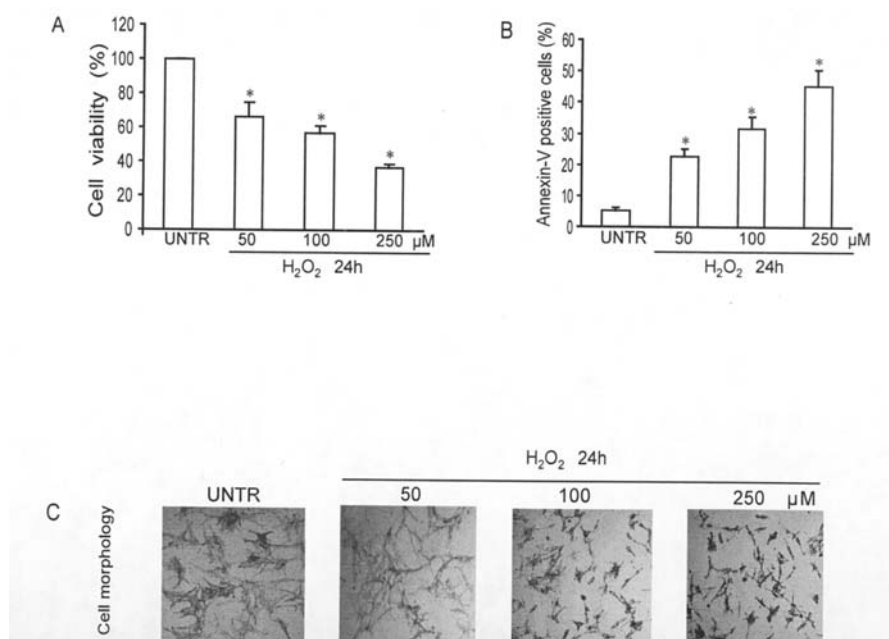 A
Cell viability (%)
120
100
80
60
40
20
0
*
*
*
UNTR 50 100 250 µM
H₂O₂ 24h
B
Annexin-V positive cells (%)
60
50
40
30
20
10
0
*
*
*
UNTR 50 100 250 µM
H₂O₂ 24h
C
H₂O₂ 24h
UNTR 50 100 250 µM
Cell morphology